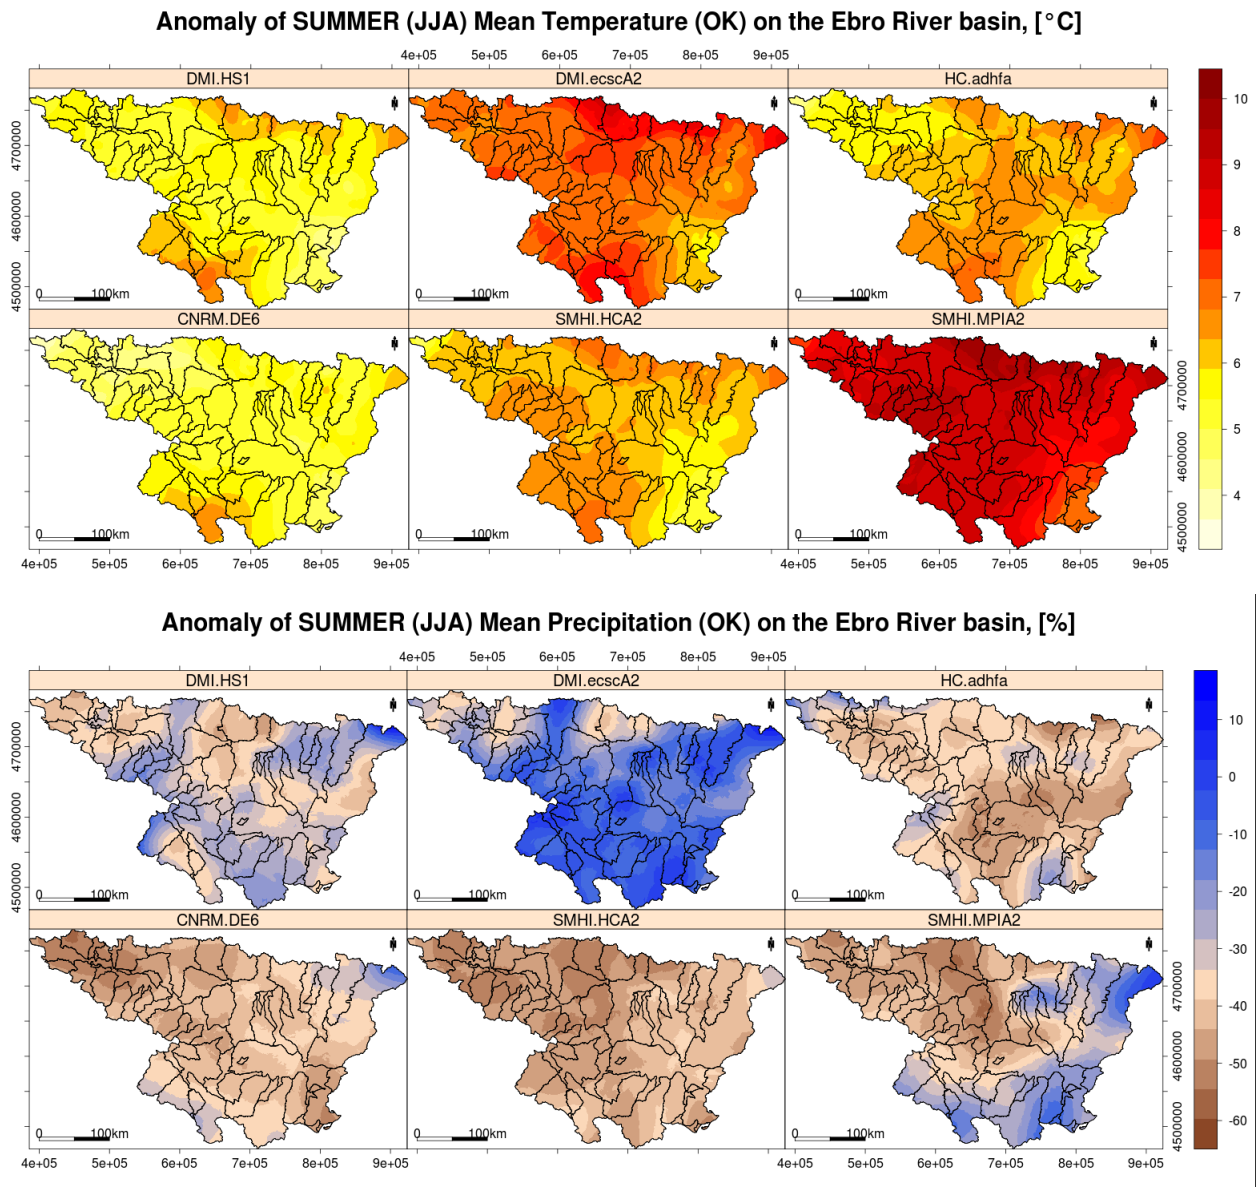 Anomaly of SUMMER (JJA) Mean Temperature (OK) on the Ebro River basin, [°C]
4e+05 5e+05 6e+05 7e+05 8e+05 9e+05
DMI.HS1 DMI.ecscA2 HC.adhfa
N N N
4700000
4600000
4500000
0 100km 0 100km 0 100km
CNRM.DE6 SMHI.HCA2 SMHI.MPIA2
N N N
4700000
4600000
4500000
0 100km 0 100km 0 100km
4e+05 5e+05 6e+05 7e+05 8e+05 9e+05 4e+05 5e+05 6e+05 7e+05 8e+05 9e+05
10
9
8
7
6
5
4
Anomaly of SUMMER (JJA) Mean Precipitation (OK) on the Ebro River basin, [%]
4e+05 5e+05 6e+05 7e+05 8e+05 9e+05
DMI.HS1 DMI.ecscA2 HC.adhfa
N N N
4700000
4600000
4500000
0 100km 0 100km 0 100km
CNRM.DE6 SMHI.HCA2 SMHI.MPIA2
N N N
4700000
4600000
4500000
0 100km 0 100km 0 100km
4e+05 5e+05 6e+05 7e+05 8e+05 9e+05 4e+05 5e+05 6e+05 7e+05 8e+05 9e+05
10
0
-10
-20
-30
-40
-50
-60